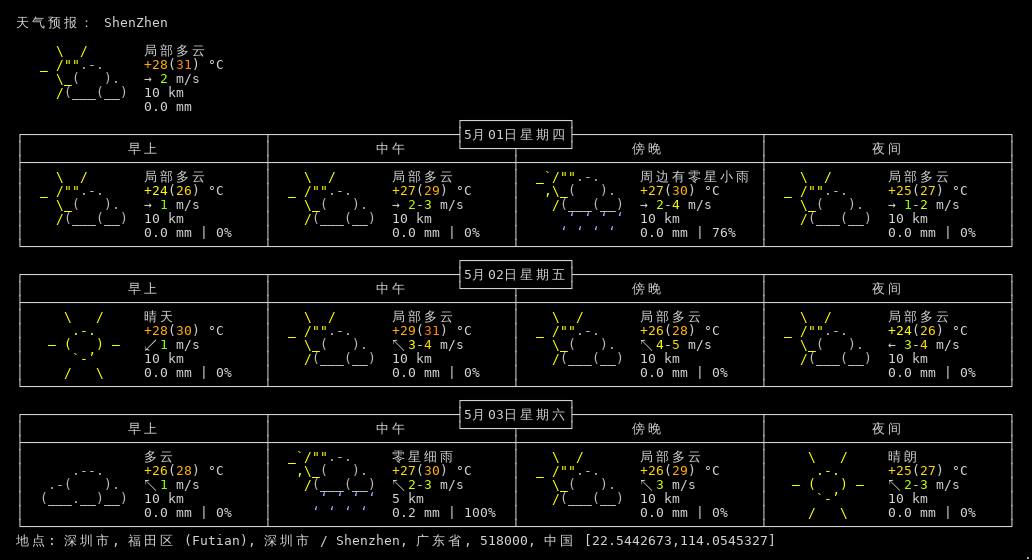 天气预报： ShenZhen
局部多云
+28(31) °C
→ 2 m/s
10 km
0.0 mm
5月01日星期四
早上 中午 傍晚 夜间
局部多云 局部多云 周边有零星小雨 局部多云
+24(26) °C +27(29) °C +27(30) °C +25(27) °C
→ 1 m/s → 2-3 m/s → 2-4 m/s → 1-2 m/s
10 km 10 km 10 km 10 km
0.0 mm | 0% 0.0 mm | 0% 0.0 mm | 76% 0.0 mm | 0%
5月02日星期五
早上 中午 傍晚 夜间
晴天 局部多云 局部多云 局部多云
+28(30) °C +29(31) °C +26(28) °C +24(26) °C
↙ 1 m/s ↖ 3-4 m/s ↖ 4-5 m/s ← 3-4 m/s
10 km 10 km 10 km 10 km
0.0 mm | 0% 0.0 mm | 0% 0.0 mm | 0% 0.0 mm | 0%
5月03日星期六
早上 中午 傍晚 夜间
多云 零星细雨 局部多云 晴朗
+26(28) °C +27(30) °C +26(29) °C +25(27) °C
↖ 1 m/s ↖ 2-3 m/s ↖ 3 m/s ↖ 2-3 m/s
10 km 5 km 10 km 10 km
0.0 mm | 0% 0.2 mm | 100% 0.0 mm | 0% 0.0 mm | 0%
地点: 深圳市, 福田区 (Futian), 深圳市 / Shenzhen, 广东省, 518000, 中国 [22.5442673,114.0545327]